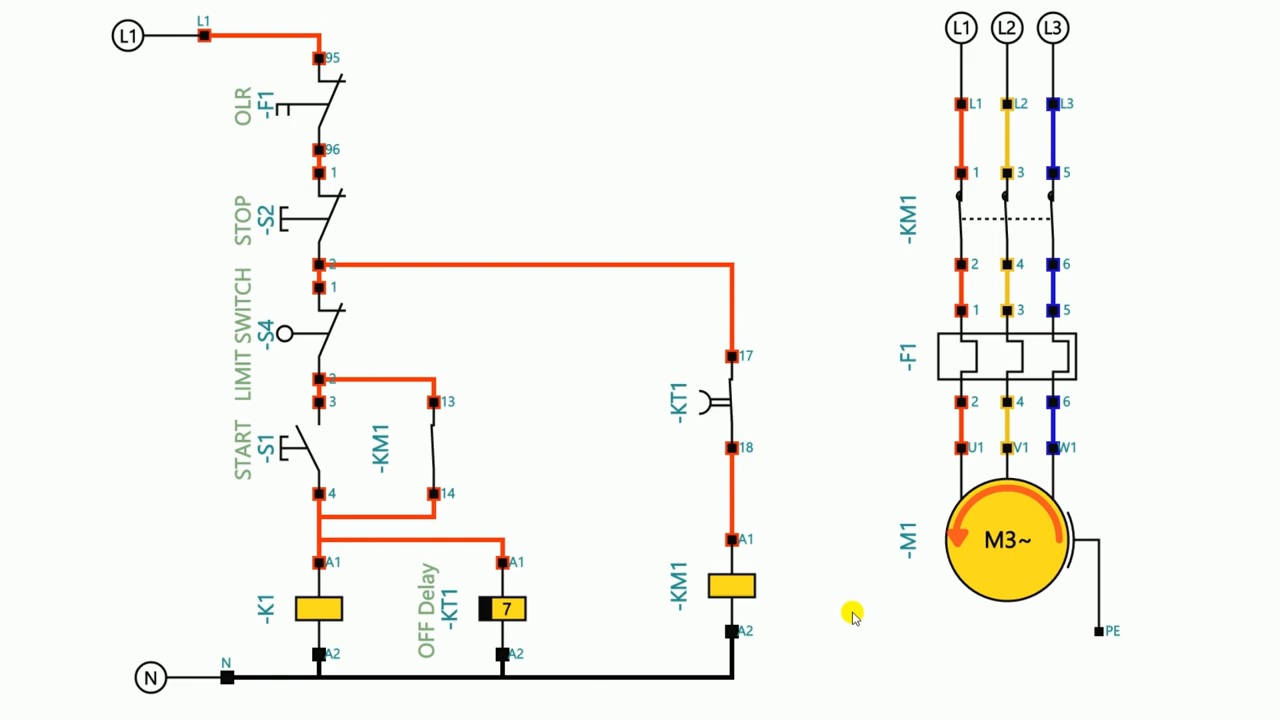 L1
L1
95
OLR
-F1
96
1
STOP
-S2
2
1
LIMIT SWITCH
-S4
2
3
13
START
-S1
-KM1
4
14
A1
-K1
A2
OFF Delay
-KT1
A1
7
A2
17
-KT1
18
A1
-KM1
A2
N
N
L1
L2
L3
L1
L2
L3
1
3
5
-KM1
2
4
6
1
3
5
-F1
2
4
6
U1
V1
W1
-M1
M3~
PE